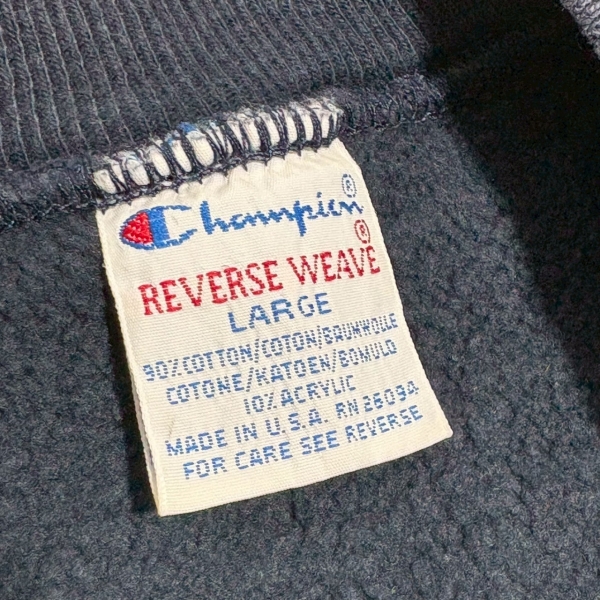 Champion®
REVERSE WEAVE®
LARGE
90%COTTON/COTON/BAUMWOLLE
COTONE/KATOEN/BOMULD
10% ACRYLIC
MADE IN U.S.A. RN 26094
FOR CARE SEE REVERSE